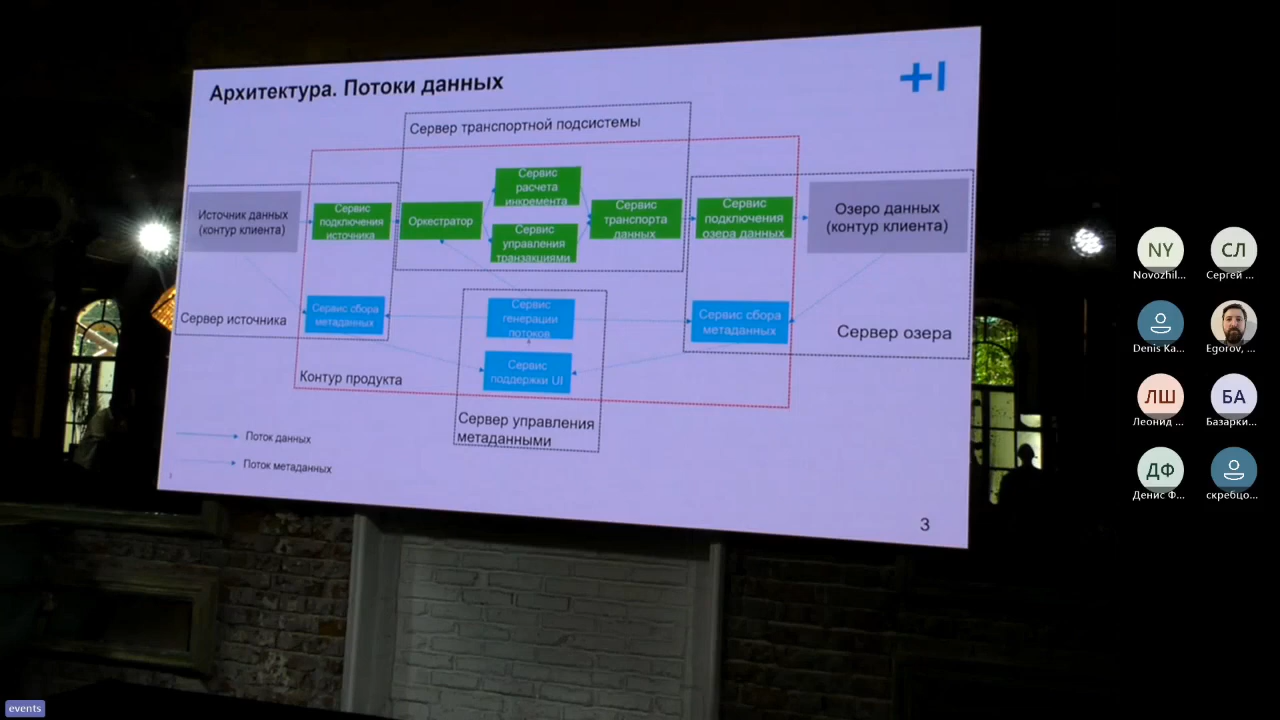 Архитектура. Потоки данных
Сервер транспортной подсистемы
Источник данных
(контур клиента)
Сервис
подключения
источника
Оркестратор
Сервис
расчета
инкремента
Сервис
управления
транзакциями
Сервис
транспорта
данных
Сервис
подключения
озера данных
Озеро данных
(контур клиента)
Сервер источника
Сервис сбора
метаданных
Сервис
генерации
потоков
Сервис
поддержки UI
Сервис сбора
метаданных
Сервер озера
Контур продукта
Сервер управления
метаданными
Поток данных
Поток метаданных
3
NY
Novozhil...
СЛ
Сергей ...
Denis Ka...
Egorov, ...
ЛШ
Леонид ...
БА
Базарки...
ДФ
Денис Ф...
скребцо...
events